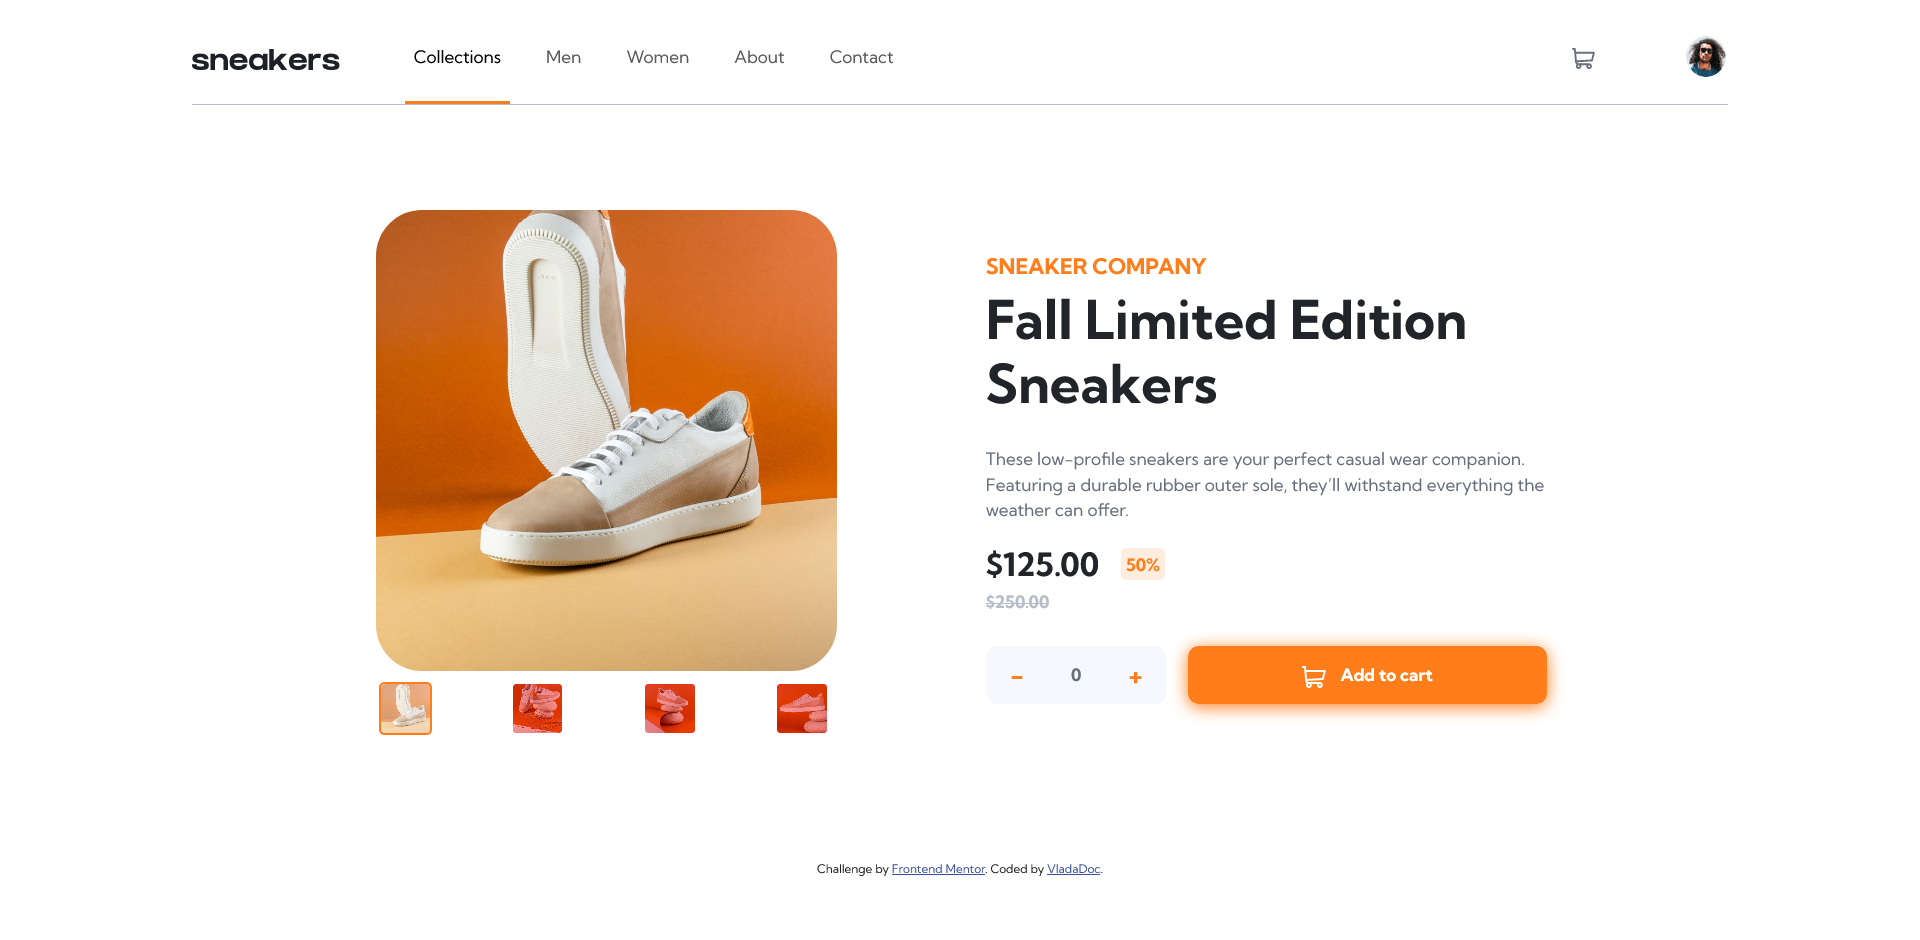 sneakers
Collections
Men
Women
About
Contact
SNEAKER COMPANY
Fall Limited Edition
Sneakers
These low-profile sneakers are your perfect casual wear companion.
Featuring a durable rubber outer sole, they’ll withstand everything the
weather can offer.
$125.00 50%
$250.00
- 0 +
Add to cart
Challenge by Frontend Mentor. Coded by VladaDoc.